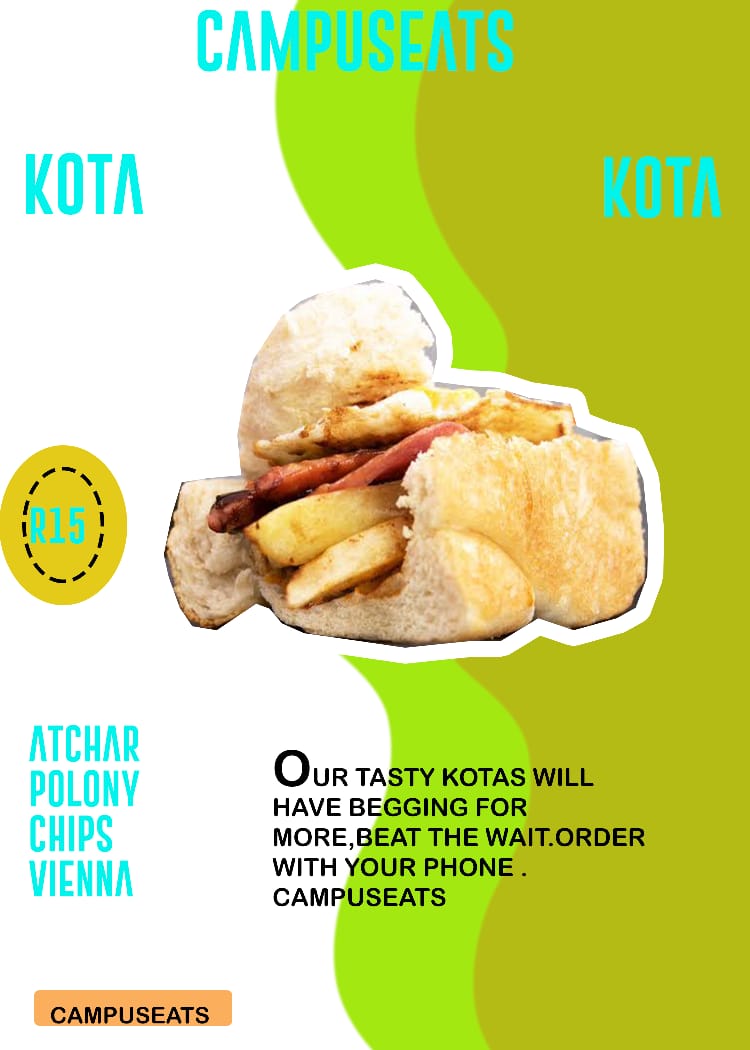 CAMPUSEATS
KOTA
KOTA
R15
ATCHAR
POLONY
CHIPS
VIENNA
OUR TASTY KOTAS WILL
HAVE BEGGING FOR
MORE,BEAT THE WAIT.ORDER
WITH YOUR PHONE .
CAMPUSEATS
CAMPUSEATS